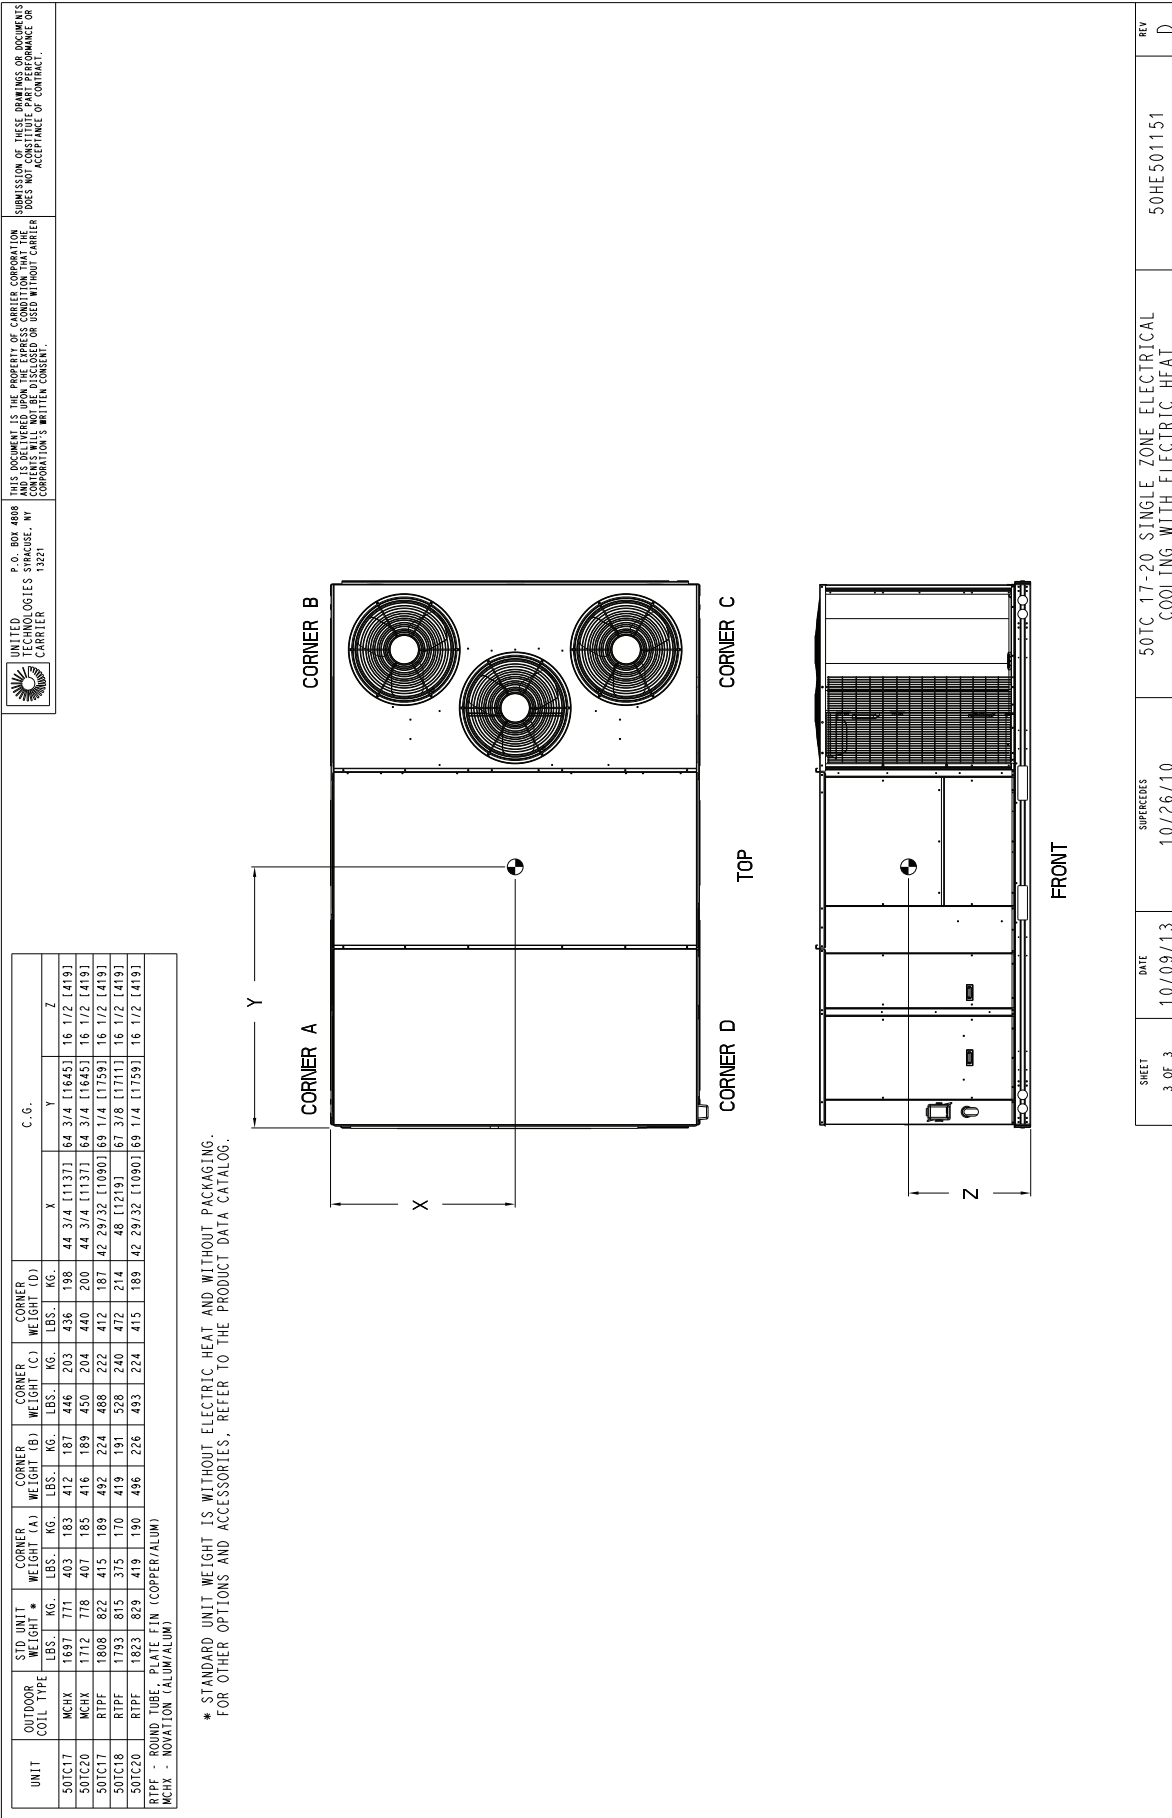 UNIT
OUTDOOR
COIL TYPE
STD UNIT
WEIGHT *
CORNER
WEIGHT (A)
CORNER
WEIGHT (B)
CORNER
WEIGHT (C)
CORNER
WEIGHT (D)
C.G.
LBS. KG. LBS. KG. LBS. KG. LBS. KG. LBS. KG. X Y Z
50TC17 MCHX 1697 771 403 183 412 187 446 203 436 198 44 3/4 [1137] 64 3/4 [1645] 16 1/2 [419]
50TC20 MCHX 1712 778 407 185 416 189 450 204 440 200 44 3/4 [1137] 64 3/4 [1645] 16 1/2 [419]
50TC17 RTPF 1808 822 415 189 492 224 488 222 412 187 42 29/32 [1090] 69 1/4 [1759] 16 1/2 [419]
50TC18 RTPF 1793 815 375 170 419 191 528 240 472 214 48 [1219] 67 3/8 [1711] 16 1/2 [419]
50TC20 RTPF 1823 829 419 190 496 226 493 224 415 189 42 29/32 [1090] 69 1/4 [1759] 16 1/2 [419]
RTPF - ROUND TUBE, PLATE FIN (COPPER/ALUM)
MCHX - NOVATION (ALUM/ALUM)
* STANDARD UNIT WEIGHT IS WITHOUT ELECTRIC HEAT AND WITHOUT PACKAGING.
FOR OTHER OPTIONS AND ACCESSORIES, REFER TO THE PRODUCT DATA CATALOG.
UNITED
TECHNOLOGIES
CARRIER
P.O. BOX 4808
SYRACUSE, NY
13221
THIS DOCUMENT IS THE PROPERTY OF CARRIER CORPORATION
AND IS DELIVERED UPON THE EXPRESS CONDITION THAT THE
CONTENTS WILL NOT BE DISCLOSED OR USED WITHOUT CARRIER
CORPORATION'S WRITTEN CONSENT.
SUBMISSION OF THESE DRAWINGS OR DOCUMENTS
DOES NOT CONSTITUTE PART PERFORMANCE OR
ACCEPTANCE OF CONTRACT.
Y
CORNER A
CORNER B
X
CORNER D
TOP
CORNER C
Z
FRONT
SHEET
3 OF 3
DATE
10/09/13
SUPERCEDES
10/26/10
50TC 17-20 SINGLE ZONE ELECTRICAL
COOLING WITH ELECTRIC HEAT
50HE501151
REV
D